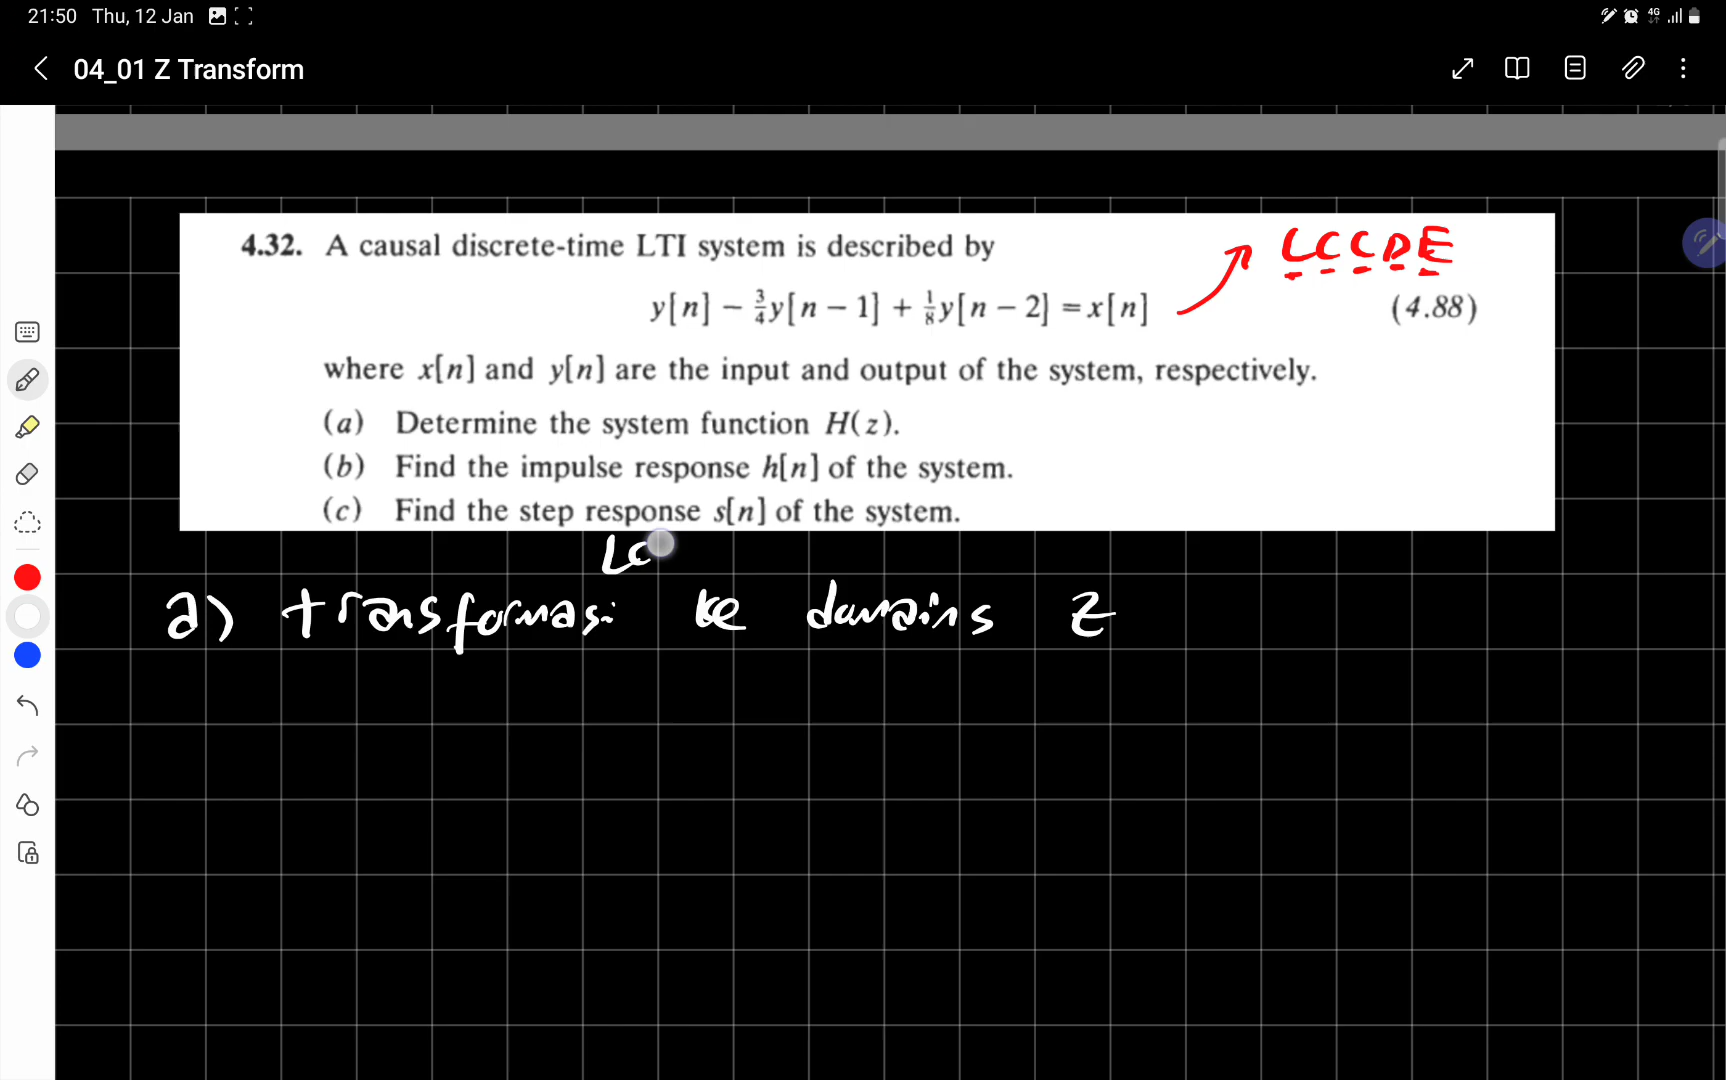 21:50 Thu, 12 Jan
4G
04_01 Z Transform
4.32. A causal discrete-time LTI system is described by
LCCDE
y[n] − 3/4 y[n − 1] + 1/8 y[n − 2] = x[n] (4.88)
where x[n] and y[n] are the input and output of the system, respectively.
(a) Determine the system function H(z).
(b) Find the impulse response h[n] of the system.
(c) Find the step response s[n] of the system.
LC
a) transformasi ke domains z